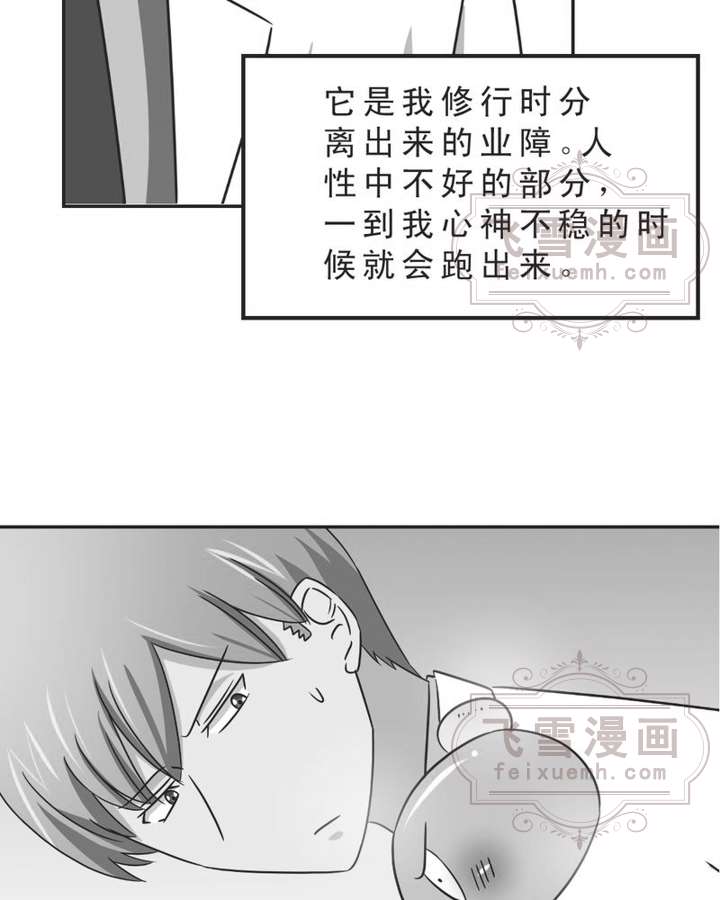 它是我修行时分
离出来的业障。人
性中不好的部分，
一到我心神不稳的时
候就会跑出来。
飞雪漫画
feixuemh.com
飞雪漫画
feixuemh.com